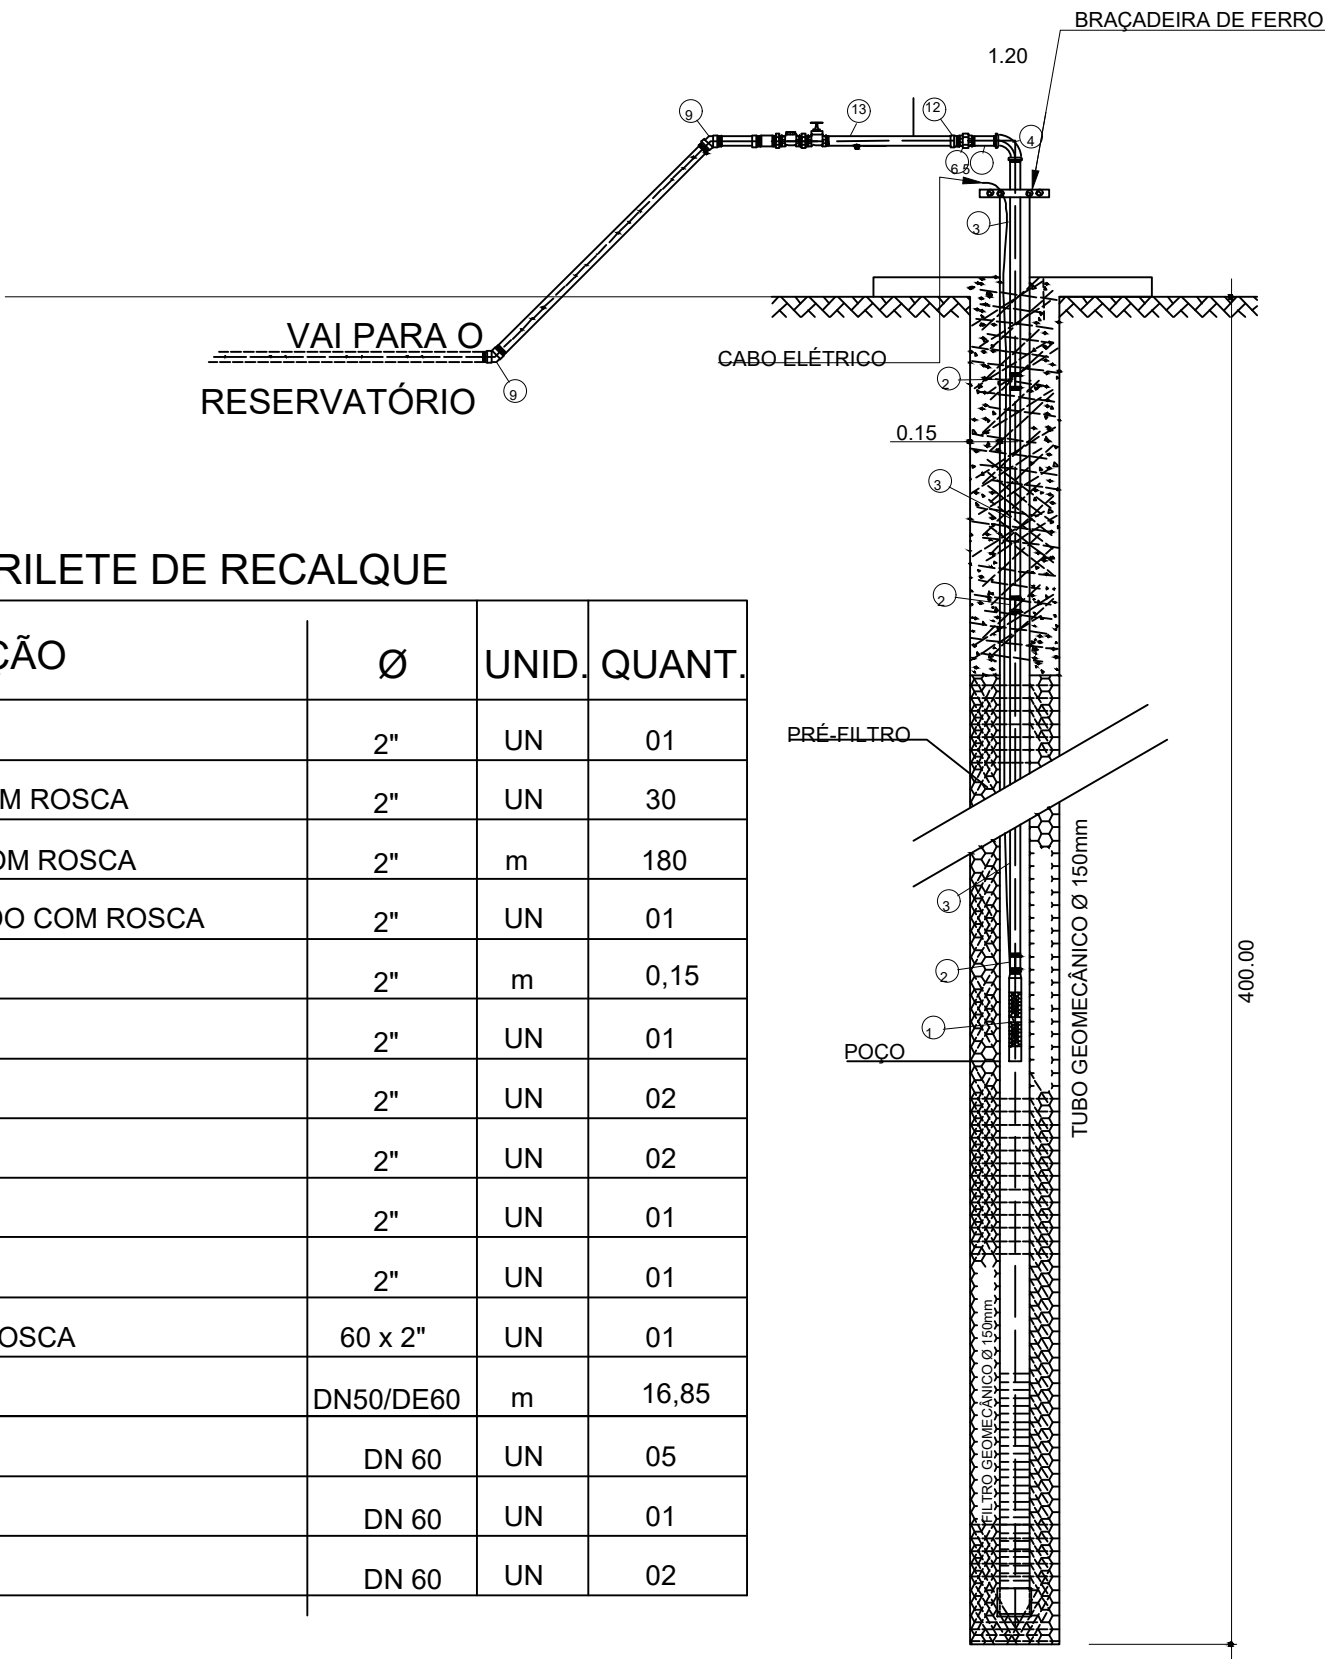 BRAÇADEIRA DE FERRO
1.20
9
13
12
4
6 5
3
VAI PARA O
RESERVATÓRIO
9
CABO ELÉTRICO
2
0.15
3
2
PRÉ-FILTRO
3
2
1
POÇO
TUBO GEOMECÂNICO Ø 150mm
400.00
FILTRO GEOMECÂNICO Ø 150mm
RILETE DE RECALQUE
ÇÃO Ø UNID. QUANT.
2" UN 01
M ROSCA 2" UN 30
OM ROSCA 2" m 180
DO COM ROSCA 2" UN 01
2" m 0,15
2" UN 01
2" UN 02
2" UN 02
2" UN 01
2" UN 01
OSCA 60 x 2" UN 01
DN50/DE60 m 16,85
DN 60 UN 05
DN 60 UN 01
DN 60 UN 02